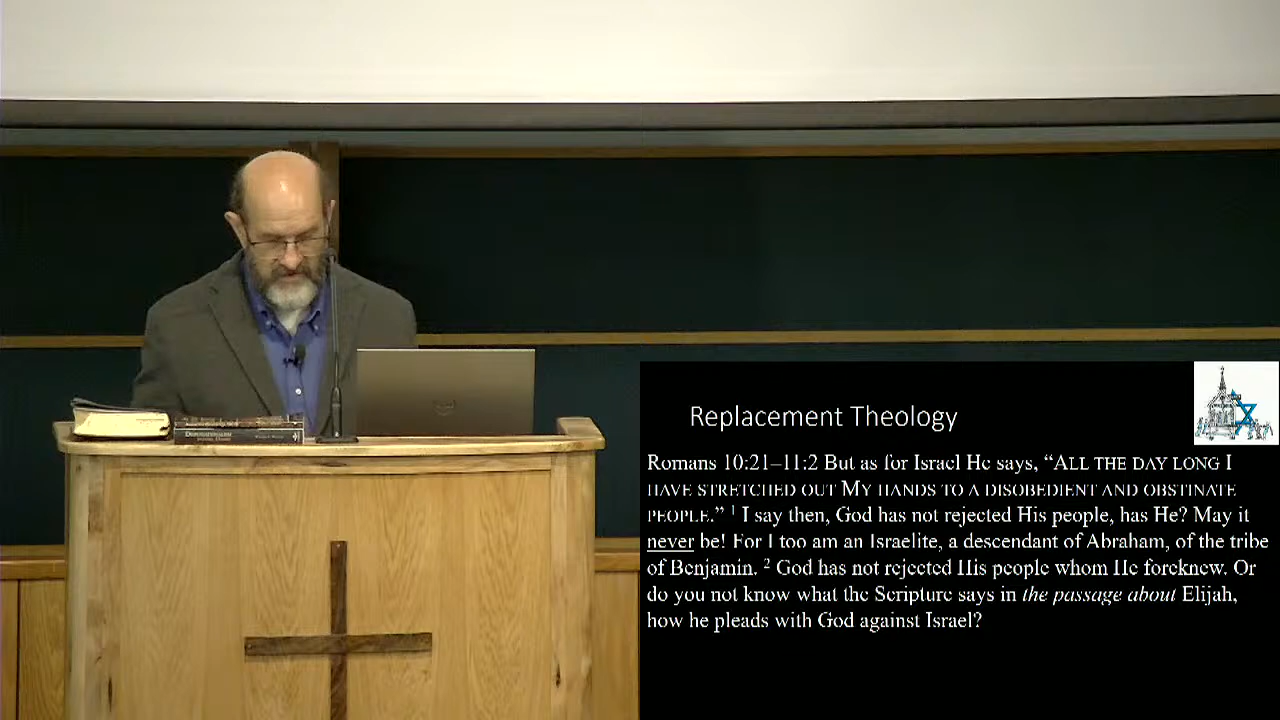 Replacement Theology
Romans 10:21–11:2 But as for Israel He says, “ALL THE DAY LONG I
HAVE STRETCHED OUT MY HANDS TO A DISOBEDIENT AND OBSTINATE
PEOPLE.” 1 I say then, God has not rejected His people, has He? May it
never be! For I too am an Israelite, a descendant of Abraham, of the tribe
of Benjamin. 2 God has not rejected His people whom He foreknew. Or
do you not know what the Scripture says in the passage about Elijah,
how he pleads with God against Israel?